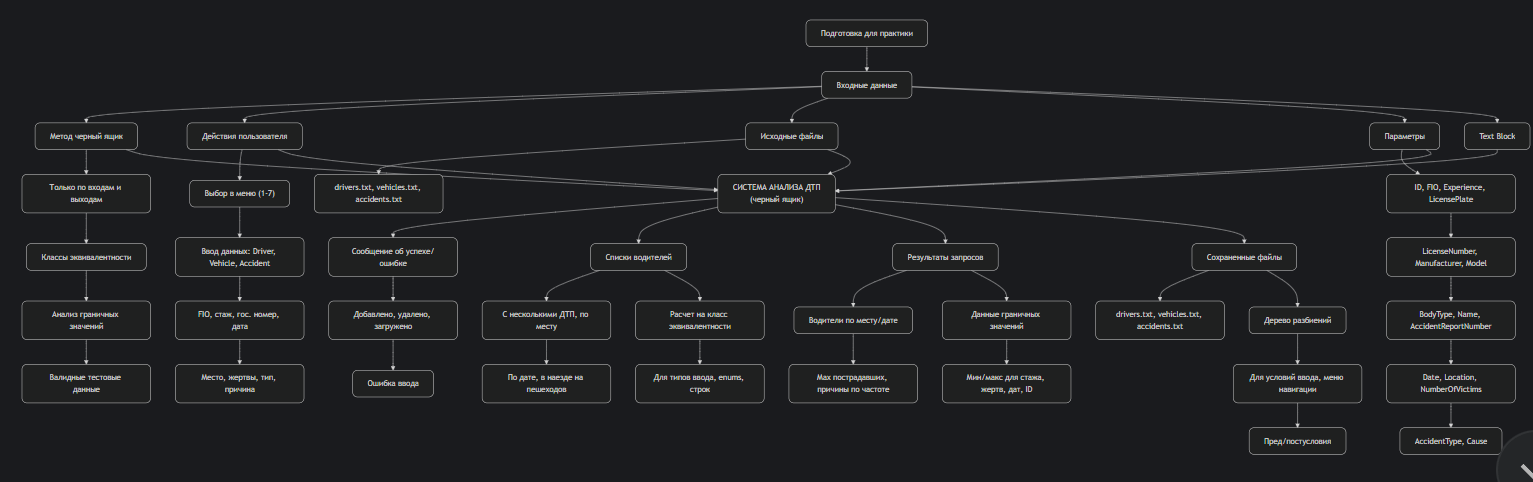 Подготовка для практики
Входные данные
Метод черный ящик
Действия пользователя
Исходные файлы
Параметры
Text Block
Только по входам и
выходам
Выбор в меню (1-7)
drivers.txt, vehicles.txt,
accidents.txt
СИСТЕМА АНАЛИЗА ДТП
(черный ящик)
ID, FIO, Experience,
LicensePlate
Классы эквивалентности
Ввод данных: Driver,
Vehicle, Accident
Сообщение об успехе/
ошибке
Списки водителей
Результаты запросов
Сохраненные файлы
LicenseNumber,
Manufacturer, Model
Анализ граничных
значений
FIO, стаж, гос. номер,
дата
Добавлено, удалено,
загружено
С несколькими ДТП, по
месту
Расчет на класс
эквивалентности
Водители по месту/дате
Данные граничных
значений
drivers.txt, vehicles.txt,
accidents.txt
Дерево разбиений
BodyType, Name,
AccidentReportNumber
Валидные тестовые
данные
Место, жертвы, тип,
причина
Ошибка ввода
По дате, в наезде на
пешеходов
Для типов ввода, enums,
строк
Max пострадавших,
причины по частоте
Мин/макс для стажа,
жертв, дат, ID
Для условий ввода, меню
навигации
Date, Location,
NumberOfVictims
Пред/постусловия
AccidentType, Cause